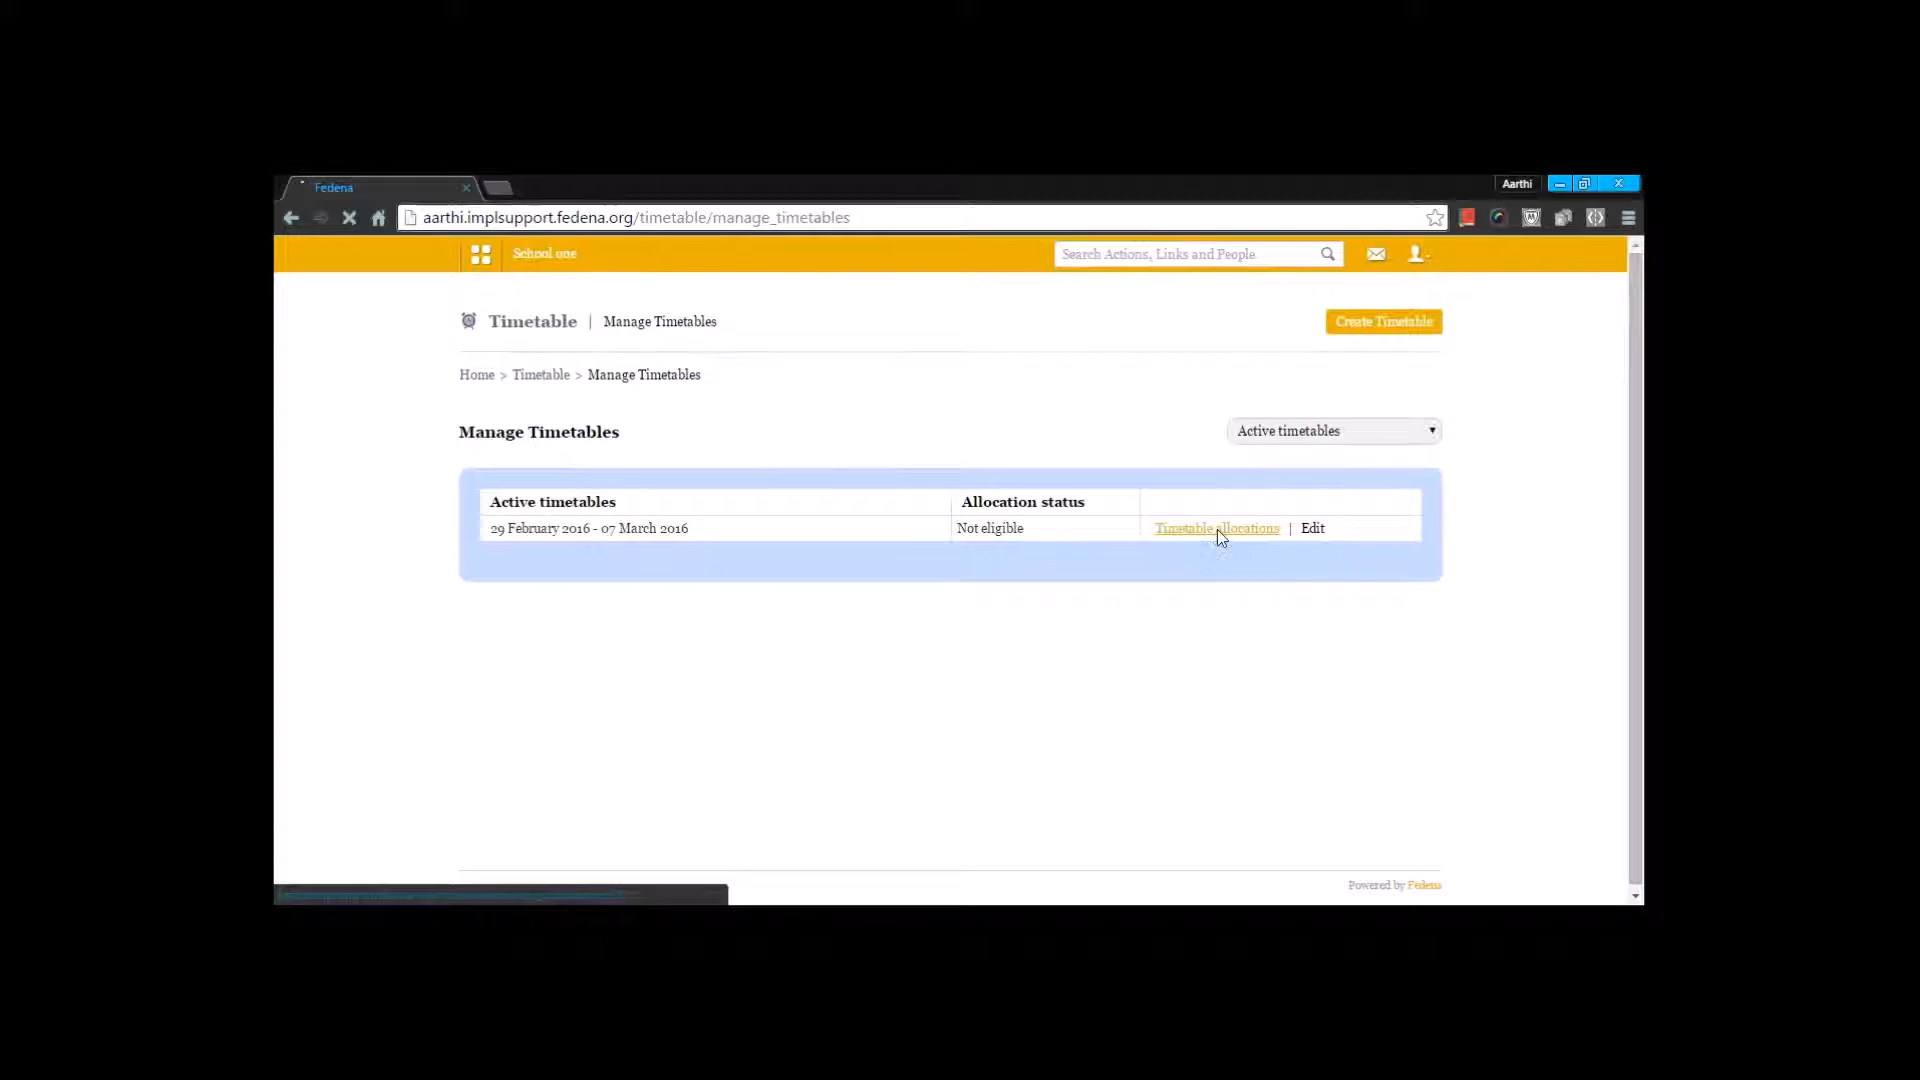 Fedena
Aarthi
aarthi.implsupport.fedena.org/timetable/manage_timetables
School one
Search Actions, Links and People
Timetable | Manage Timetables
Create Timetable
Home > Timetable > Manage Timetables
Manage Timetables
Active timetables
Active timetables Allocation status
29 February 2016 - 07 March 2016 Not eligible Timetable allocations | Edit
Powered by Fedena